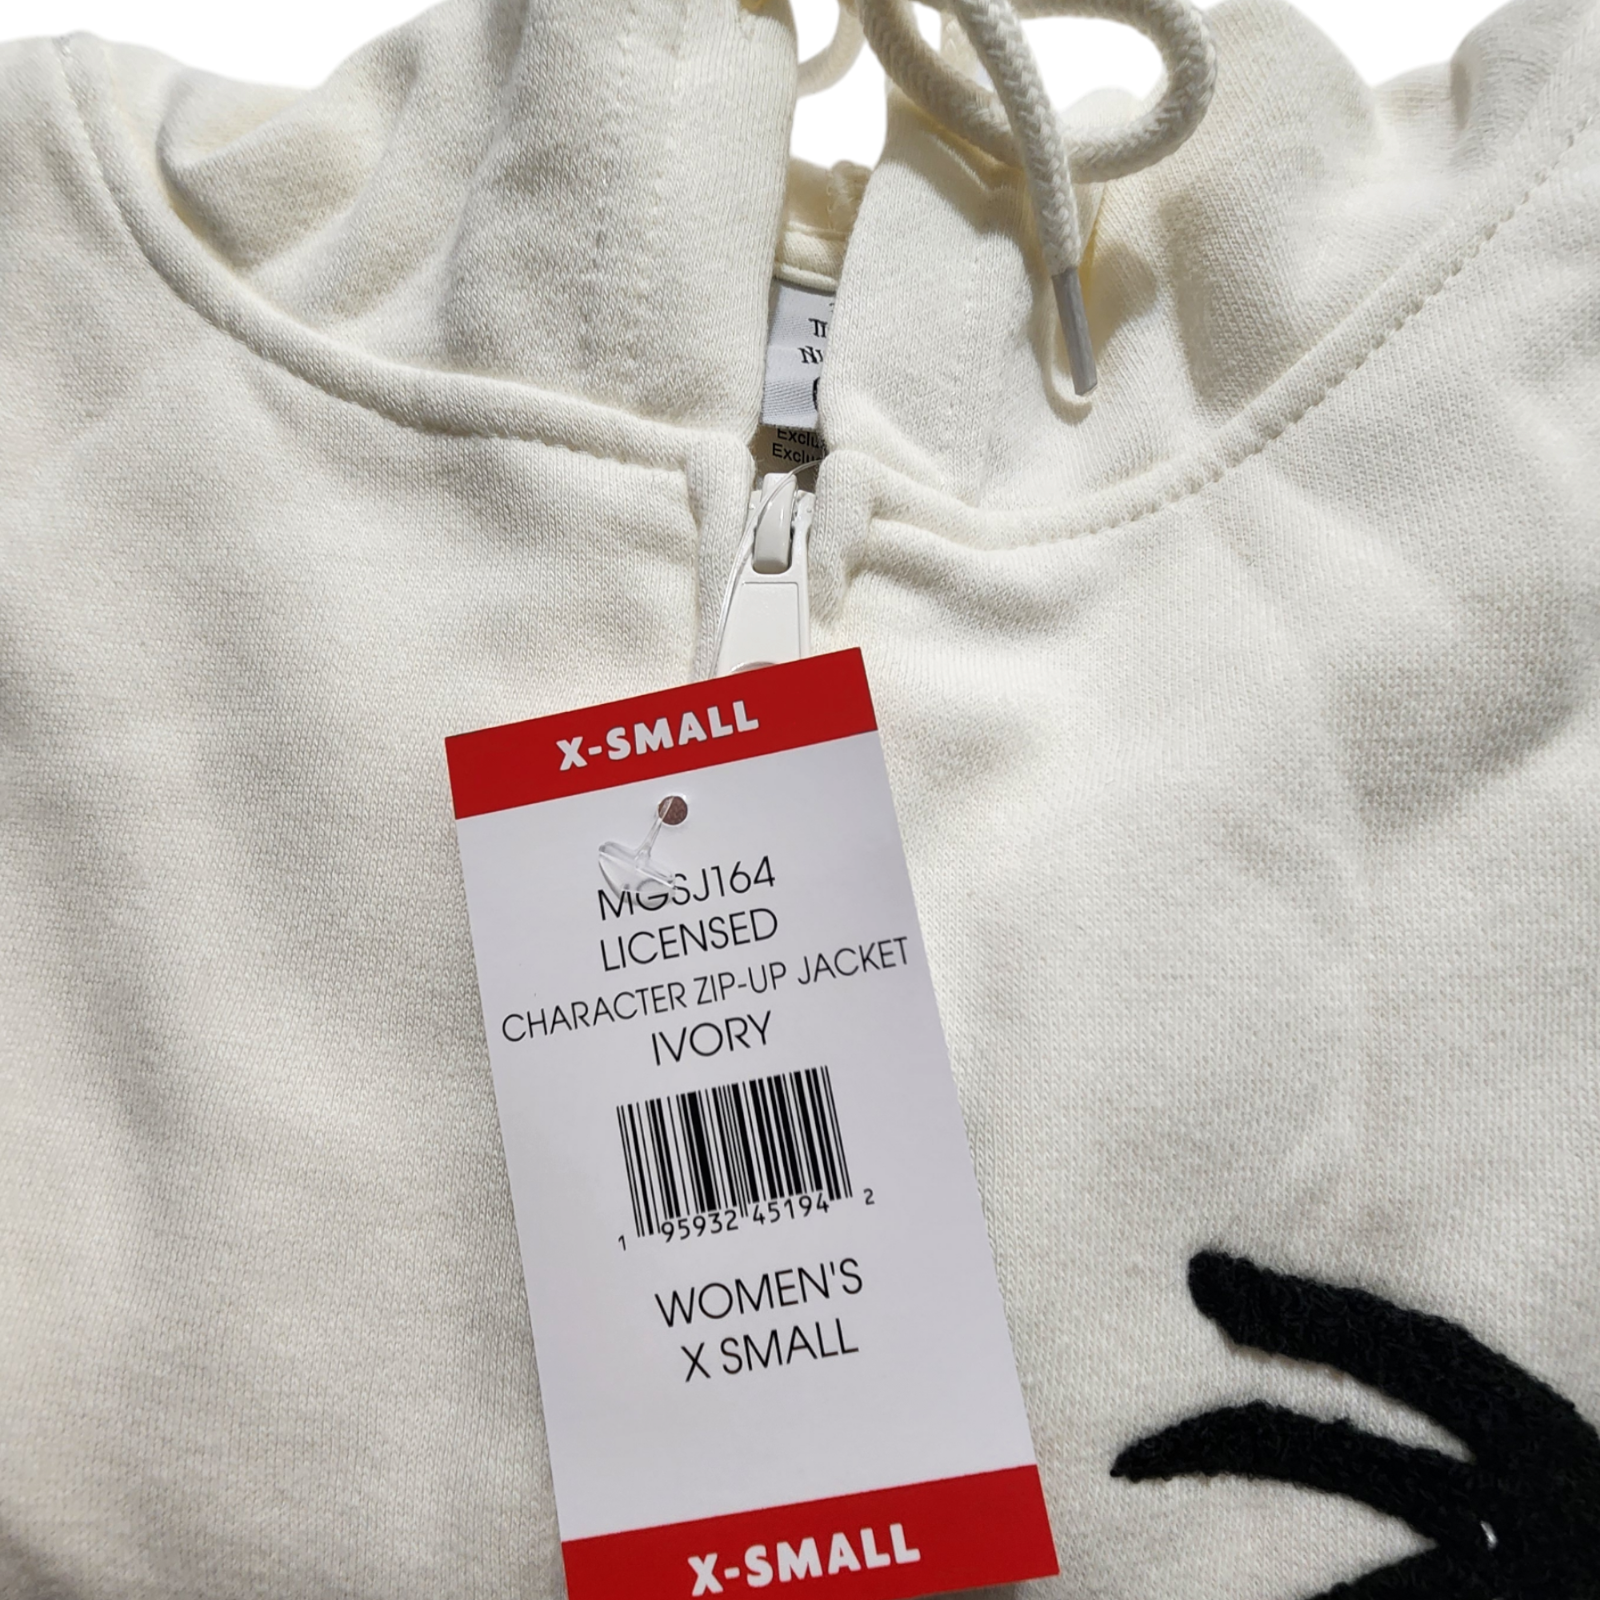 X-SMALL
MGSJ164
LICENSED
CHARACTER ZIP-UP JACKET
IVORY
1 95932 45194 2
WOMEN'S
X SMALL
X-SMALL